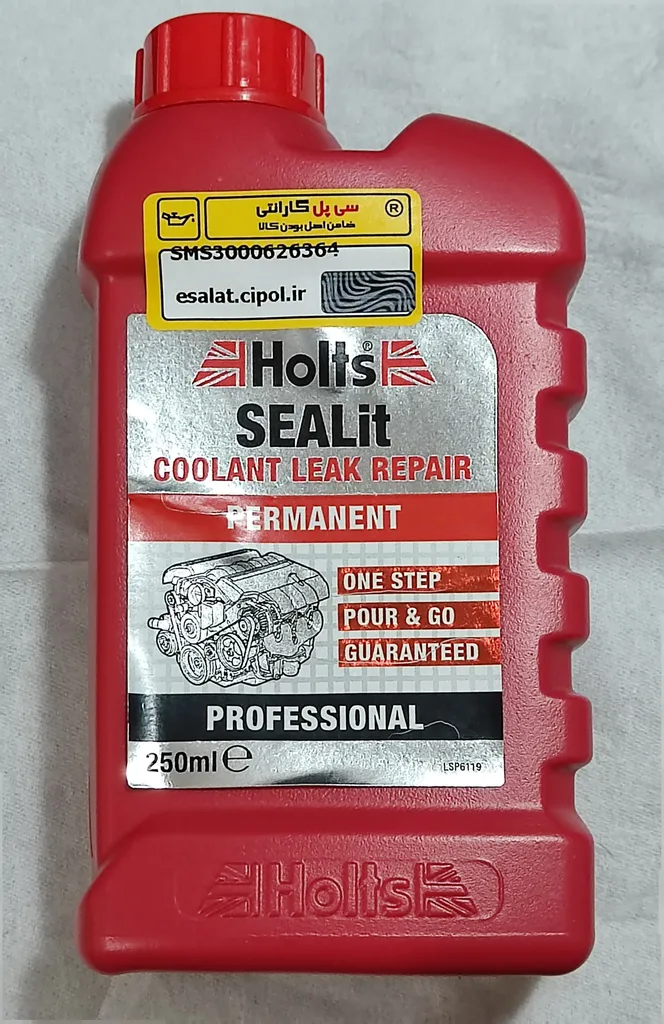 سی پل گارانتی ®
ضامن اصل بودن کالا
SMS3000626364
esalat.cipol.ir
Holts®
SEALit
COOLANT LEAK REPAIR
PERMANENT
ONE STEP
POUR & GO
GUARANTEED
PROFESSIONAL
250ml ℮
LSP6119
Holts